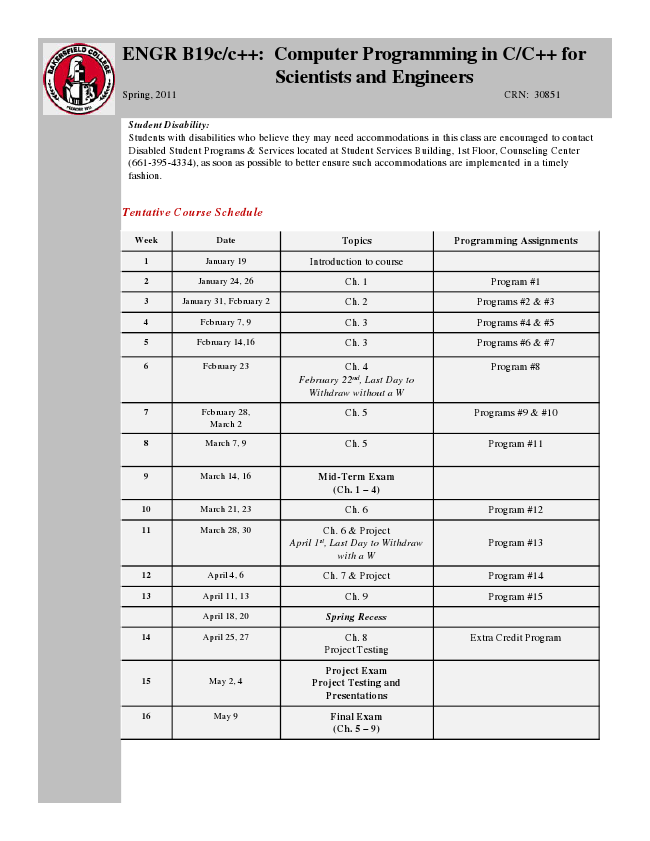 BAKERSFIELD COLLEGE
ENGR B19c/c++: Computer Programming in C/C++ for
Scientists and Engineers
Spring, 2011 CRN: 30851
Student Disability:
Students with disabilities who believe they may need accommodations in this class are encouraged to contact
Disabled Student Programs & Services located at Student Services Building, 1st Floor, Counseling Center
(661-395-4334), as soon as possible to better ensure such accommodations are implemented in a timely
fashion.
Tentative Course Schedule
Week Date Topics Programming Assignments
1 January 19 Introduction to course
2 January 24, 26 Ch. 1 Program #1
3 January 31, February 2 Ch. 2 Programs #2 & #3
4 February 7, 9 Ch. 3 Programs #4 & #5
5 February 14,16 Ch. 3 Programs #6 & #7
6 February 23 Ch. 4 Program #8
February 22nd, Last Day to
Withdraw without a W
7 February 28, Ch. 5 Programs #9 & #10
March 2
8 March 7, 9 Ch. 5 Program #11
9 March 14, 16 Mid-Term Exam
(Ch. 1 – 4)
10 March 21, 23 Ch. 6 Program #12
11 March 28, 30 Ch. 6 & Project
April 1st, Last Day to Withdraw Program #13
with a W
12 April 4, 6 Ch. 7 & Project Program #14
13 April 11, 13 Ch. 9 Program #15
April 18, 20 Spring Recess
14 April 25, 27 Ch. 8 Extra Credit Program
Project Testing
Project Exam
15 May 2, 4 Project Testing and
Presentations
16 May 9 Final Exam
(Ch. 5 – 9)